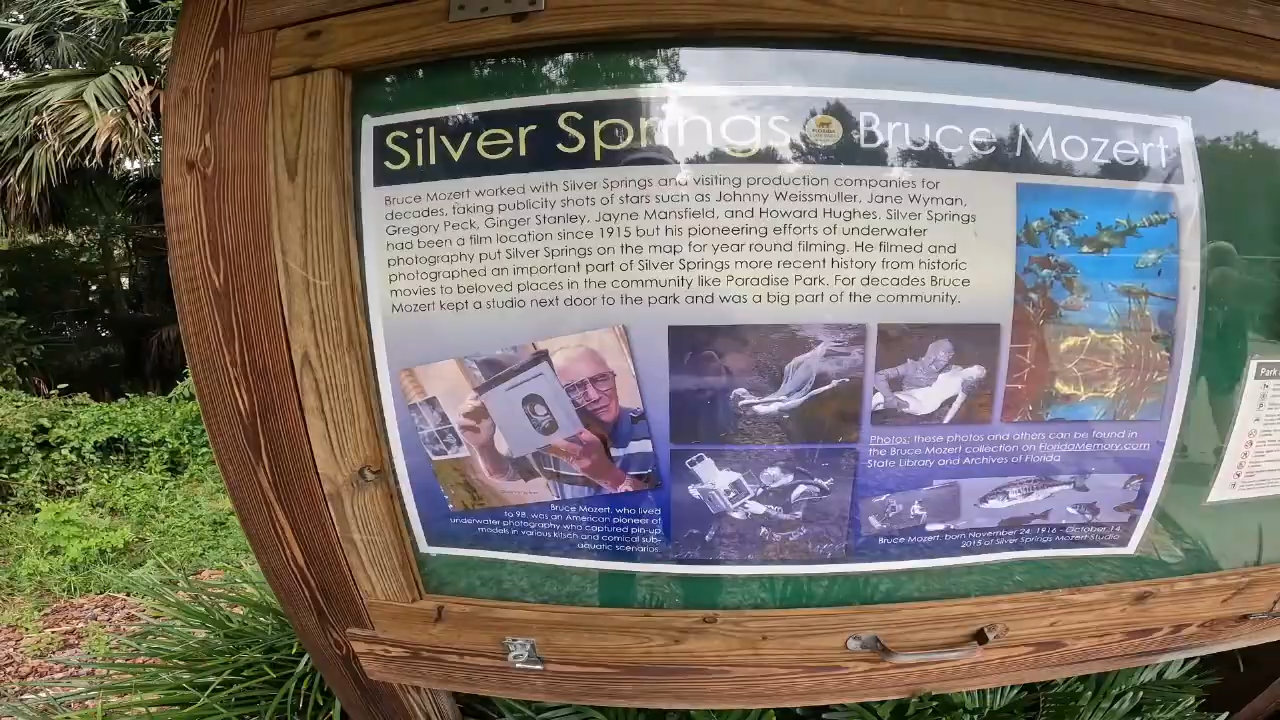 Silver Springs Bruce Mozert
Bruce Mozert worked with Silver Springs and visiting production companies for
decades, taking publicity shots of stars such as Johnny Weissmuller, Jane Wyman,
Gregory Peck, Ginger Stanley, Jayne Mansfield, and Howard Hughes. Silver Springs
had been a film location since 1915 but his pioneering efforts of underwater
photography put Silver Springs on the map for year round filming. He filmed and
photographed an important part of Silver Springs more recent history from historic
movies to beloved places in the community like Paradise Park. For decades Bruce
Mozert kept a studio next door to the park and was a big part of the community.
Bruce Mozert, who lived
to 98, was an American pioneer of
underwater photography who captured pin-up
models in various kitsch and comical sub-
aquatic scenarios.
Photos: these photos and others can be found in
the Bruce Mozert collection on FloridaMemory.com
State Library and Archives of Florida
Bruce Mozert, born November 24, 1916 - October 14,
2015 of Silver Springs Mozert Studio
Park